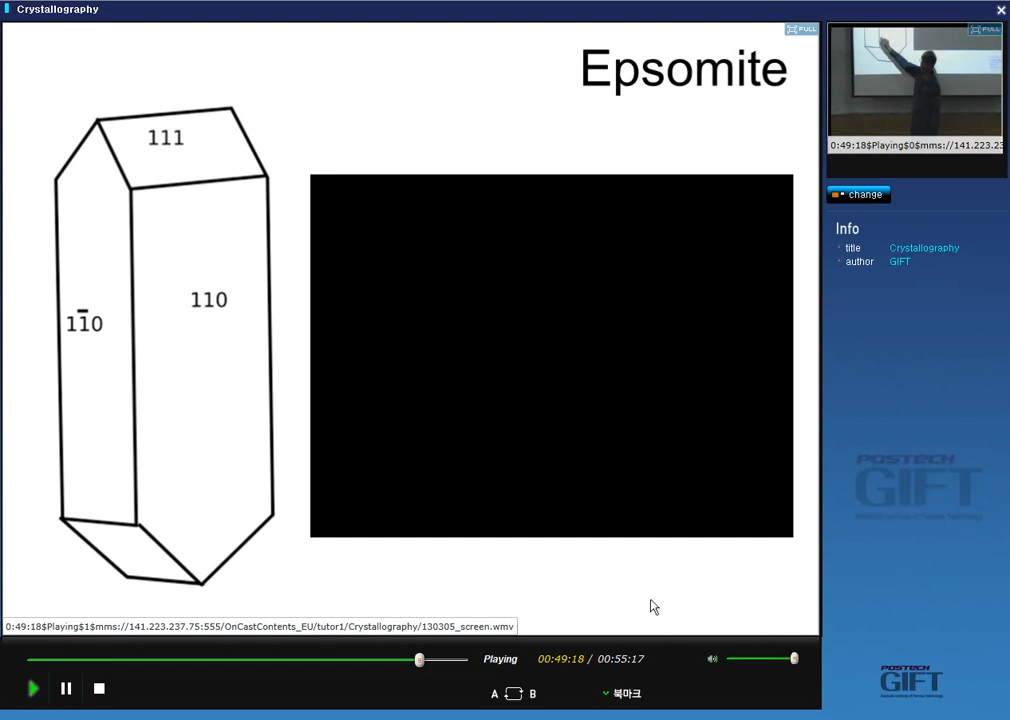 Crystallography
FULL
Epsomite
FULL
0:49:18$Playing$0$mms://141.223.23
change
Info
title Crystallography
author GIFT
111
110
11̅0
POSTECH
GIFT
0:49:18$Playing$1$mms://141.223.237.75:555/OnCastContents_EU/tutor1/Crystallography/130305_screen.wmv
Playing 00:49:18 / 00:55:17
A B 북마크
POSTECH
GIFT